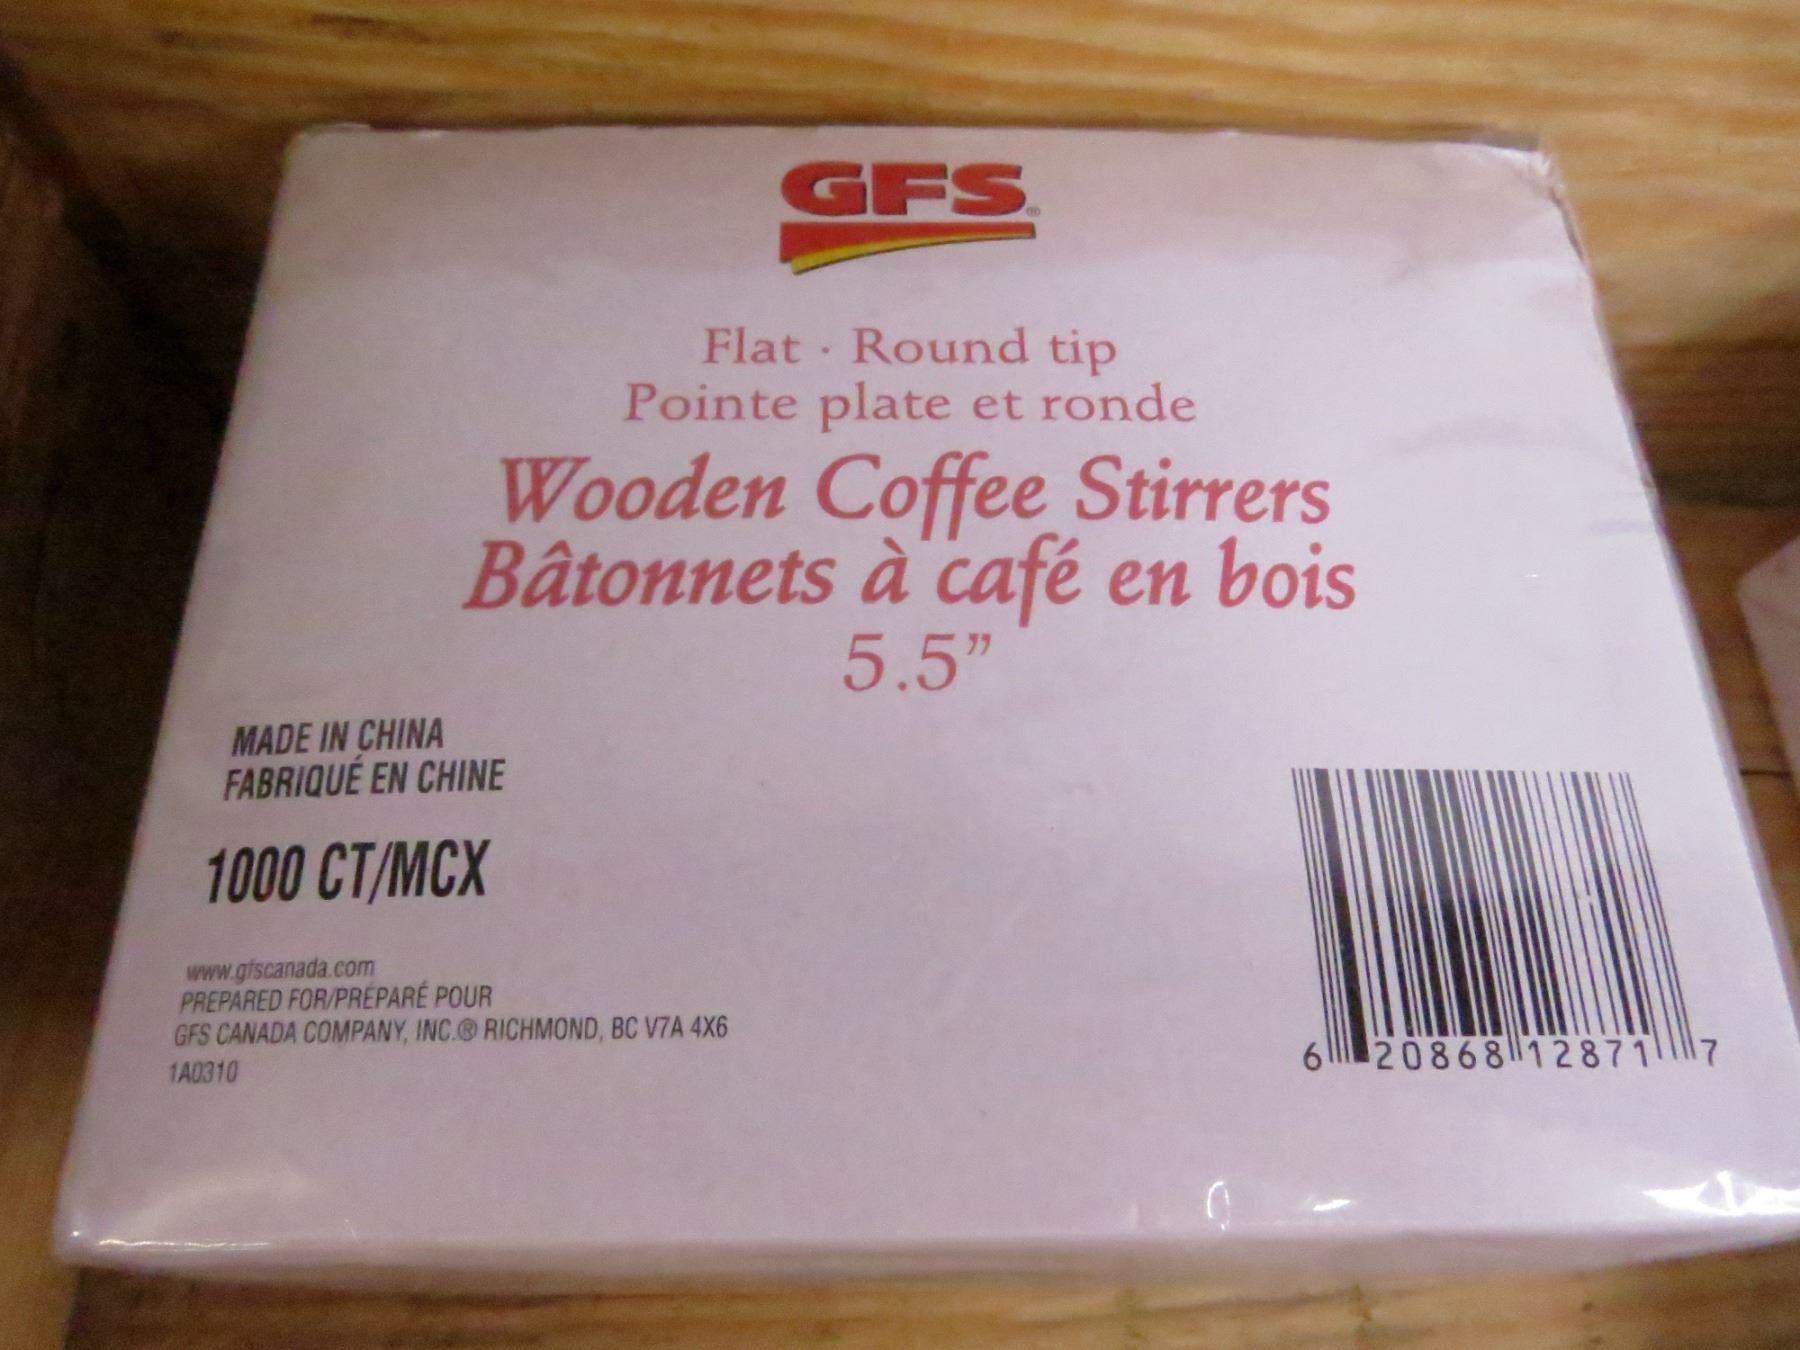 GFS®
Flat · Round tip
Pointe plate et ronde
Wooden Coffee Stirrers
Bâtonnets à café en bois
5.5”
MADE IN CHINA
FABRIQUÉ EN CHINE
1000 CT/MCX
www.gfscanada.com
PREPARED FOR/PRÉPARÉ POUR
GFS CANADA COMPANY, INC.® RICHMOND, BC V7A 4X6
1A0310
6 20868 12871 7